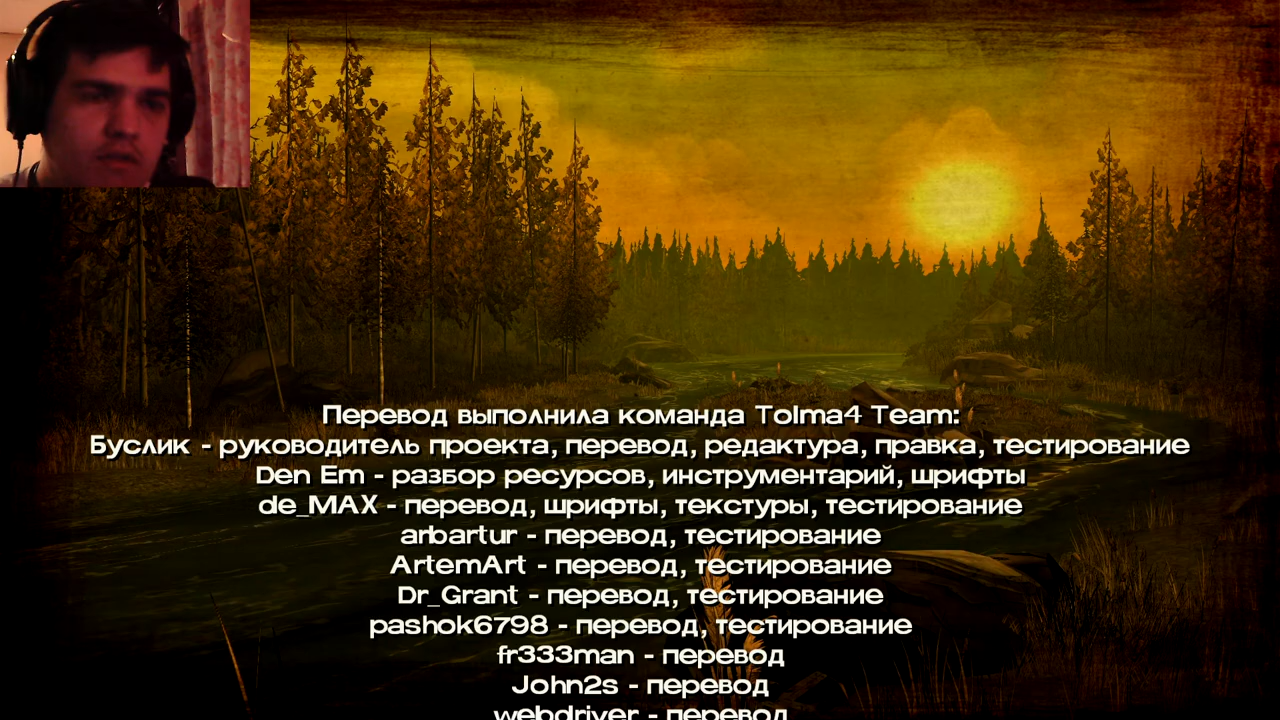 Перевод выполнила команда Tolma4 Team:
Буслик - руководитель проекта, перевод, редактура, правка, тестирование
Den Em - разбор ресурсов, инструментарий, шрифты
de_MAX - перевод, шрифты, текстуры, тестирование
arbartur - перевод, тестирование
ArtemArt - перевод, тестирование
Dr_Grant - перевод, тестирование
pashok6798 - перевод, тестирование
fr333man - перевод
John2s - перевод
webdriver - перевод